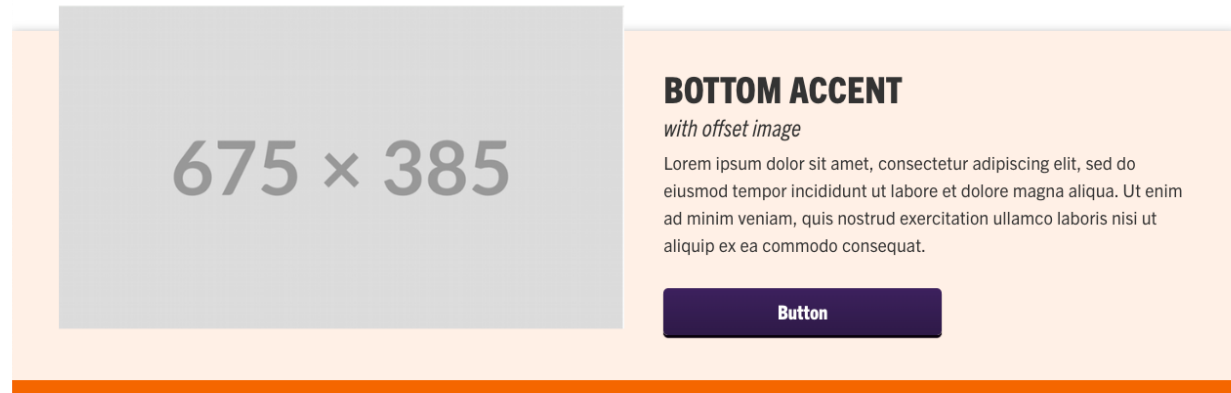 675 × 385
BOTTOM ACCENT
with offset image
Lorem ipsum dolor sit amet, consectetur adipiscing elit, sed do
eiusmod tempor incididunt ut labore et dolore magna aliqua. Ut enim
ad minim veniam, quis nostrud exercitation ullamco laboris nisi ut
aliquip ex ea commodo consequat.
Button